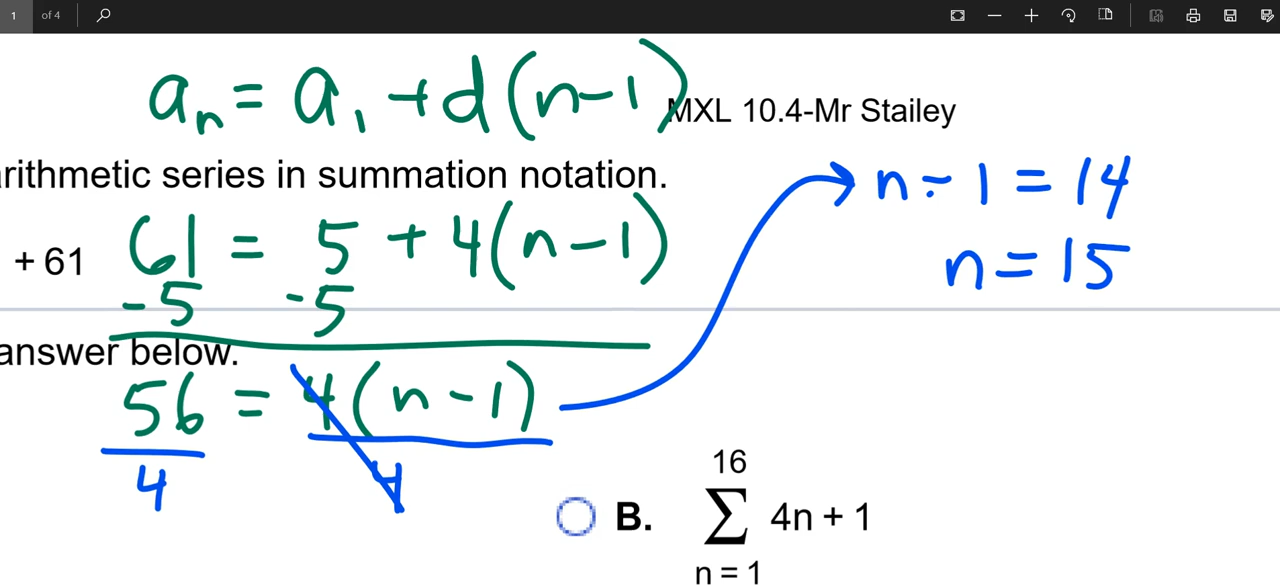 1 of 4
aₙ = a₁ + d(n-1)
MXL 10.4-Mr Stailey
rithmetic series in summation notation.
n - 1 = 14
+ 61
61 = 5 + 4(n-1)
n = 15
-5 -5
answer below.
56 = 4(n-1)
4 4
16
B. Σ 4n + 1
n = 1